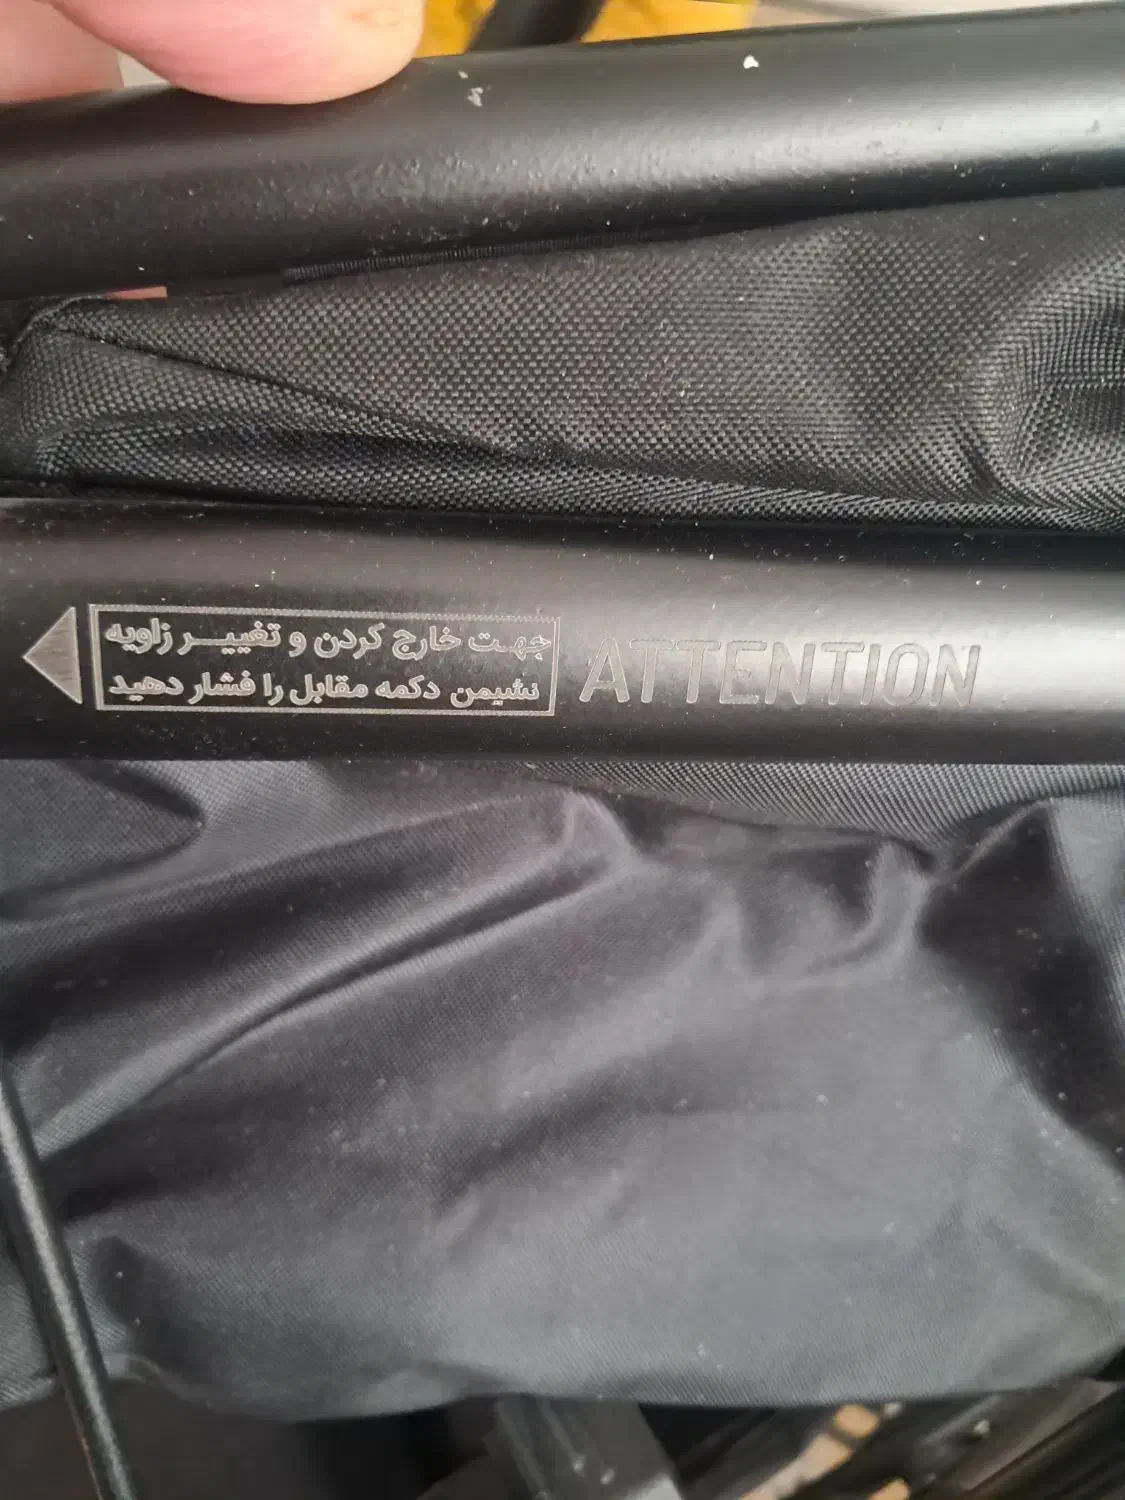 ATTENTION
جهت خارج کردن و تغییر زاویه
نشیمن دکمه مقابل را فشار دهید